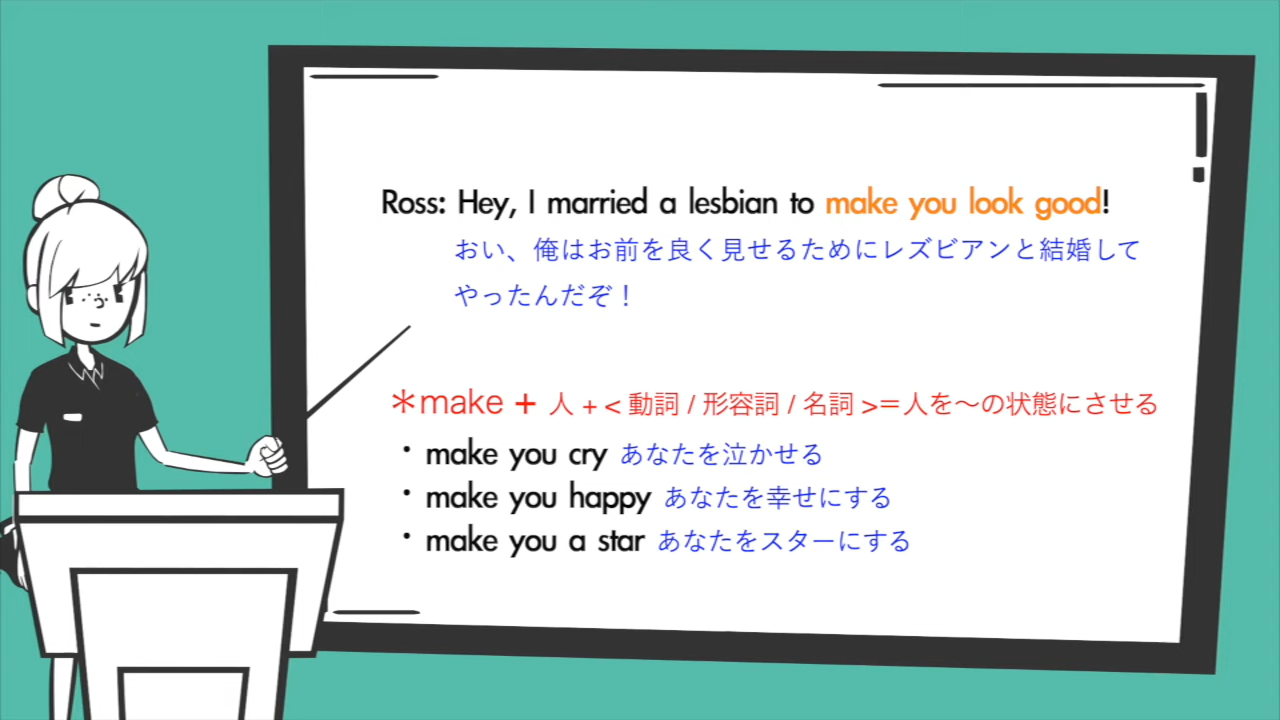 Ross: Hey, I married a lesbian to make you look good!
おい、俺はお前を良く見せるためにレズビアンと結婚して
やったんだぞ！
＊make + 人 + < 動詞 / 形容詞 / 名詞 >＝人を〜の状態にさせる
・make you cry あなたを泣かせる
・make you happy あなたを幸せにする
・make you a star あなたをスターにする